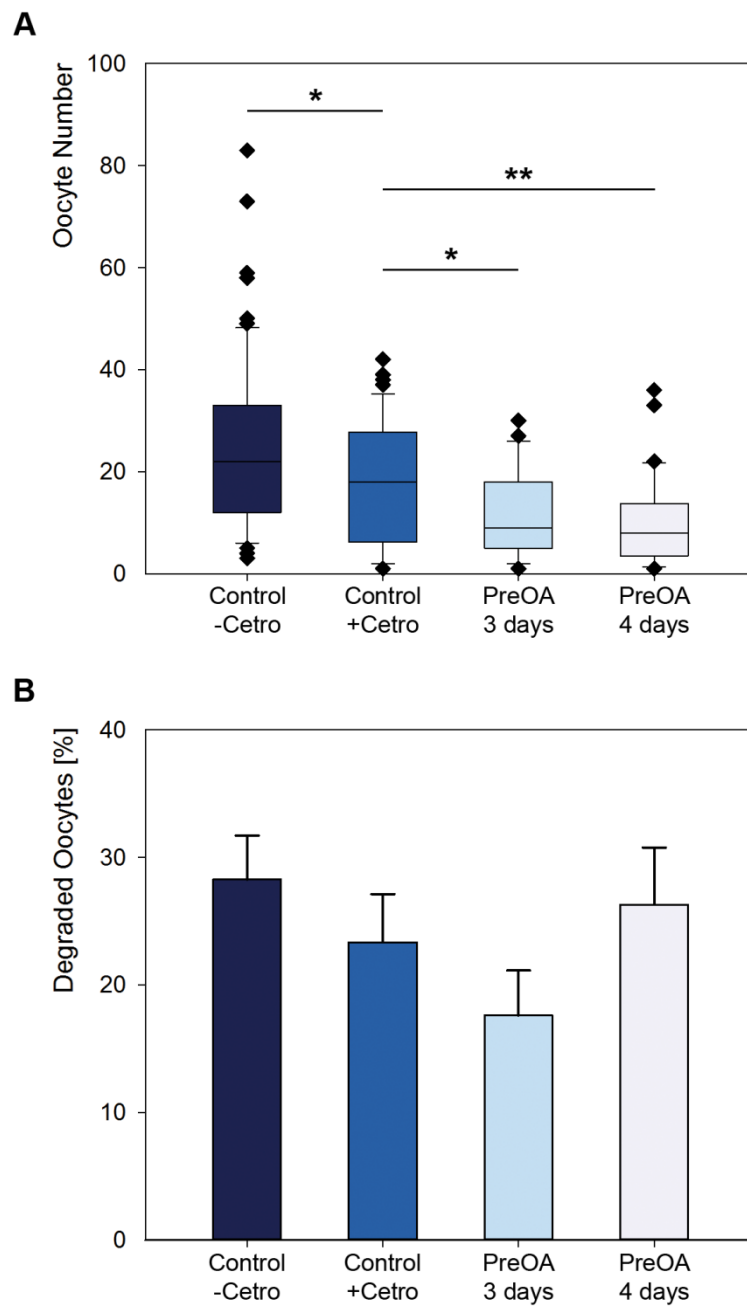 A
Oocyte Number
100
80
60
40
20
0
*
**
*
Control
-Cetro
Control
+Cetro
PreOA
3 days
PreOA
4 days
B
Degraded Oocytes [%]
40
30
20
10
0
Control
-Cetro
Control
+Cetro
PreOA
3 days
PreOA
4 days